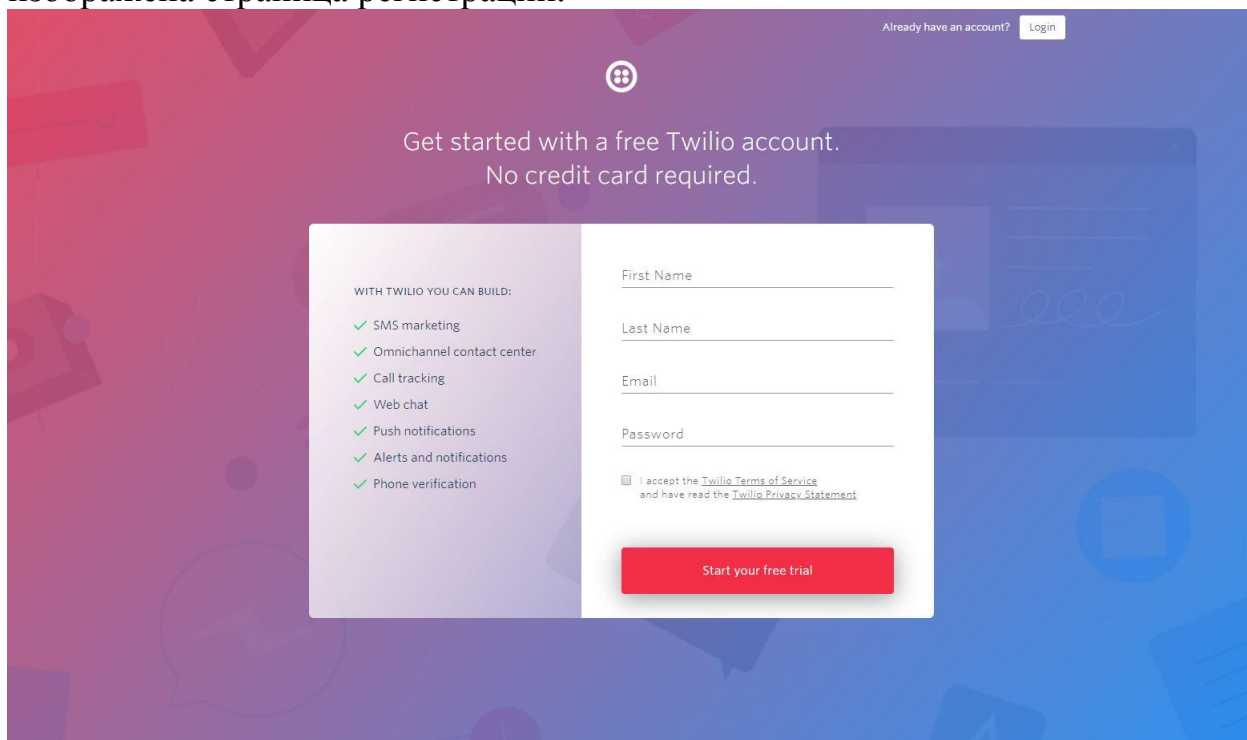 изображена страница регистрации.
Already have an account? Login
Get started with a free Twilio account.
No credit card required.
WITH TWILIO YOU CAN BUILD:
SMS marketing
Omnichannel contact center
Call tracking
Web chat
Push notifications
Alerts and notifications
Phone verification
First Name
Last Name
Email
Password
I accept the Twilio Terms of Service
and have read the Twilio Privacy Statement
Start your free trial